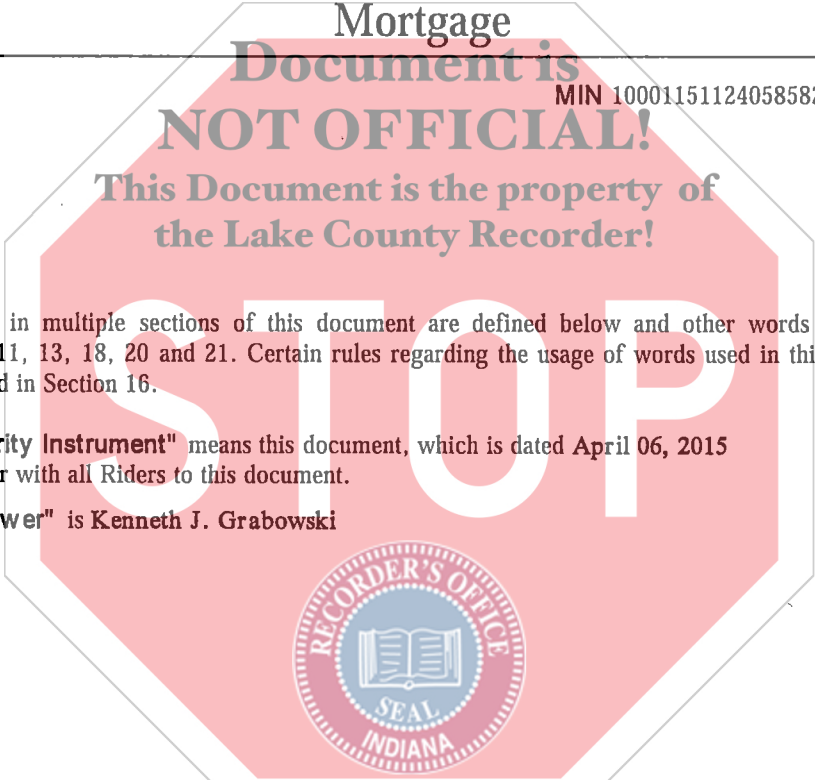 Mortgage
Document is
MIN 10001151124058582
NOT OFFICIAL!
This Document is the property of
the Lake County Recorder!
in multiple sections of this document are defined below and other words
11, 13, 18, 20 and 21. Certain rules regarding the usage of words used in thi
d in Section 16.
STOP
rity Instrument" means this document, which is dated April 06, 2015
r with all Riders to this document.
wer" is Kenneth J. Grabowski
RECORDER'S OFFICE
SEAL
INDIANA